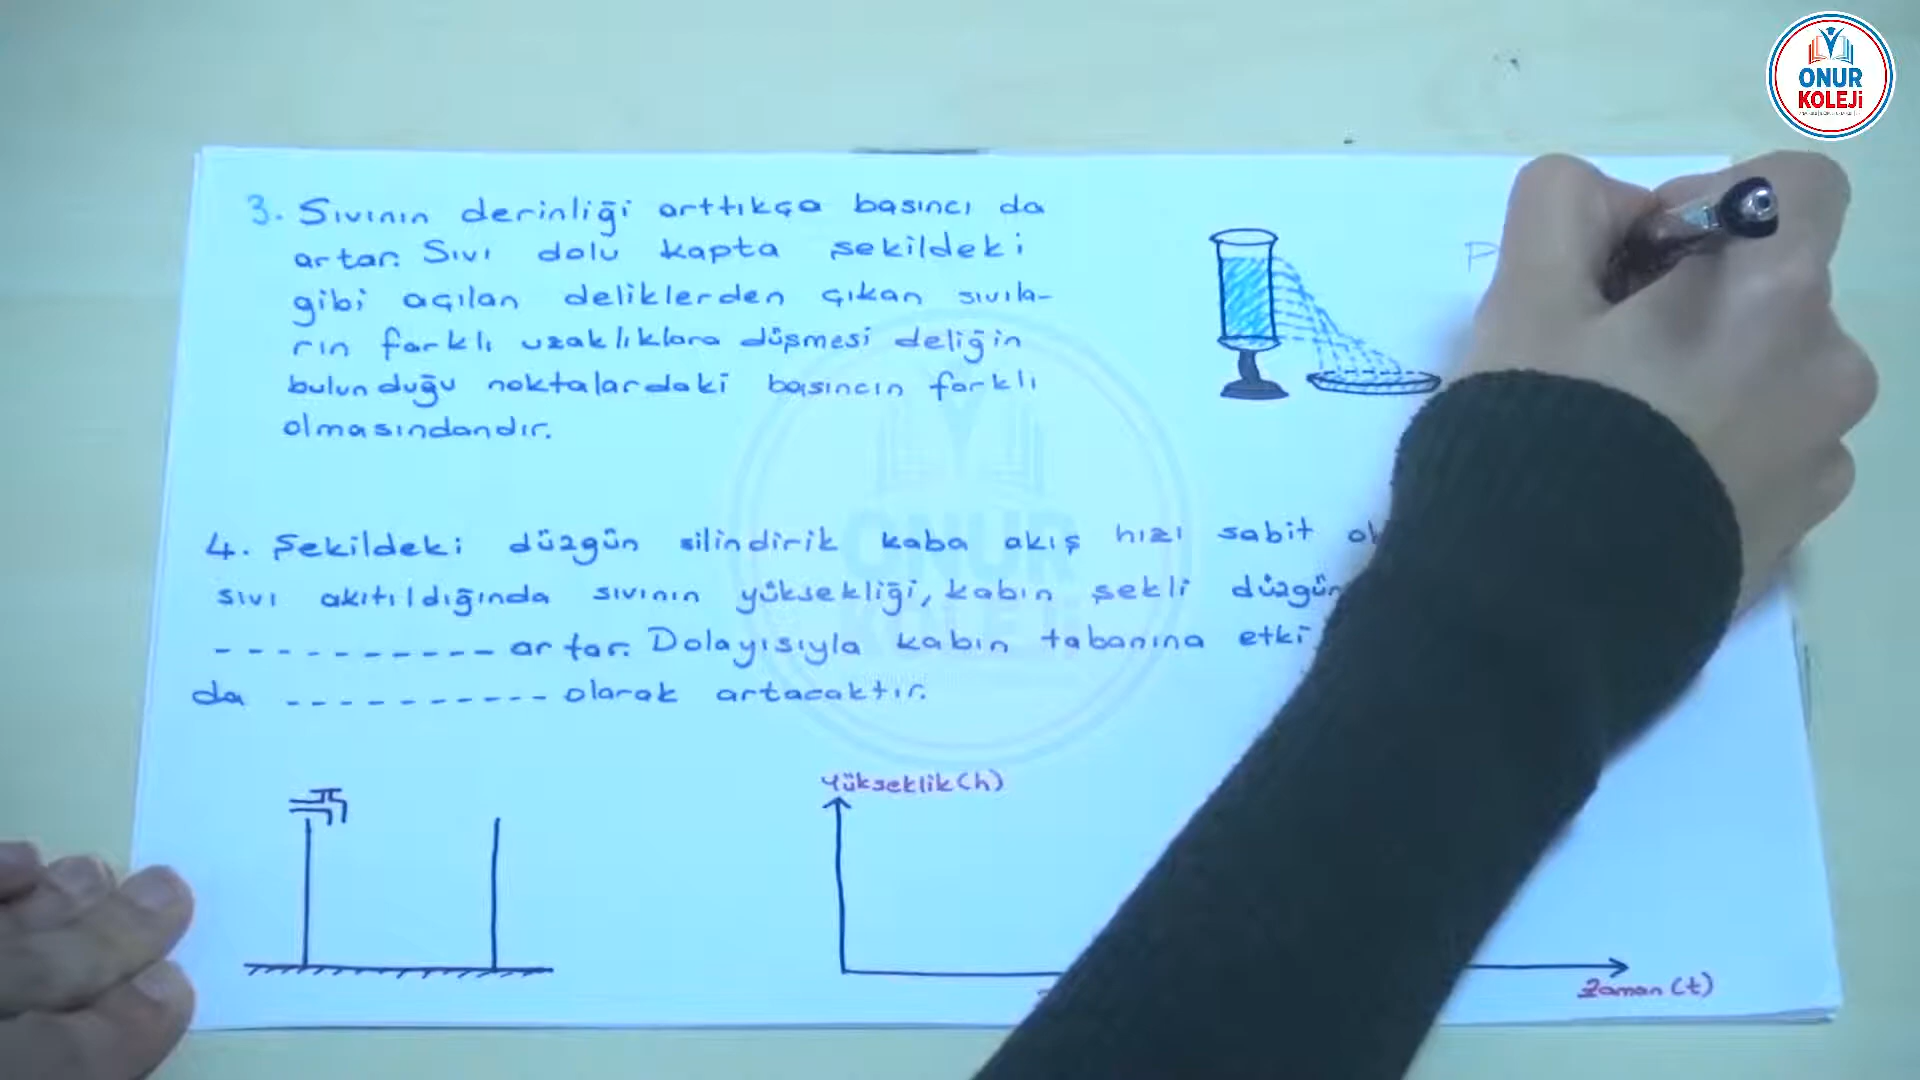 ONUR
KOLEJİ
3. Sıvının derinliği arttıkça basıncı da
artar. Sıvı dolu kapta şekildeki
gibi açılan deliklerden çıkan sıvıla-
rın farklı uzaklıklara düşmesi deliğin
bulunduğu noktalardaki basıncın farklı
olmasındandır.
P
4. Şekildeki düzgün silindirik kaba akış hızı sabit
sıvı akıtıldığında sıvının yüksekliği, kabın şekli düzgün
---------- artar. Dolayısıyla kabın tabanına etki
da ---------- olarak artacaktır.
Yükseklik (h)
Zaman (t)
ONUR
KOLEJİ